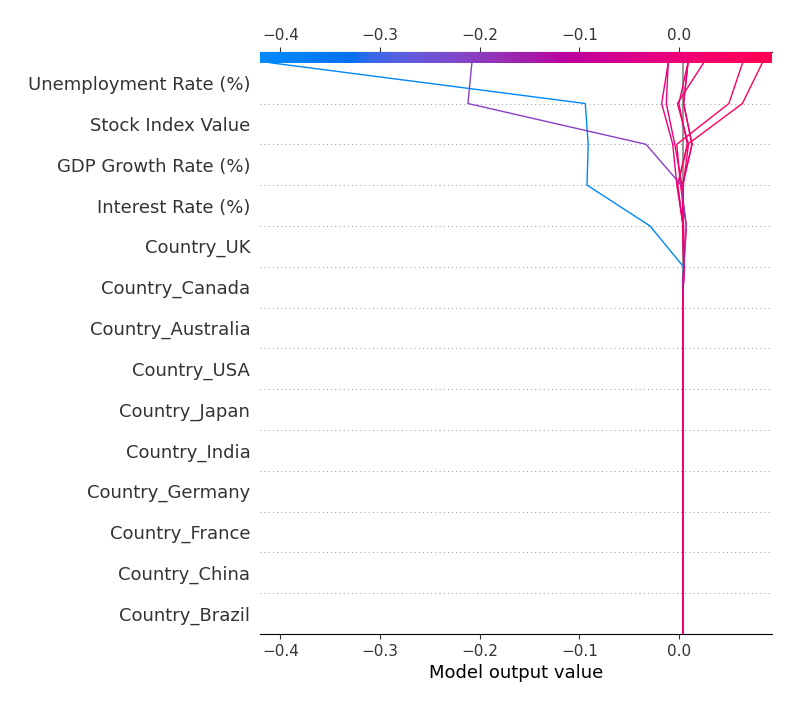 −0.4 −0.3 −0.2 −0.1 0.0
Unemployment Rate (%)
Stock Index Value
GDP Growth Rate (%)
Interest Rate (%)
Country_UK
Country_Canada
Country_Australia
Country_USA
Country_Japan
Country_India
Country_Germany
Country_France
Country_China
Country_Brazil
−0.4 −0.3 −0.2 −0.1 0.0
Model output value